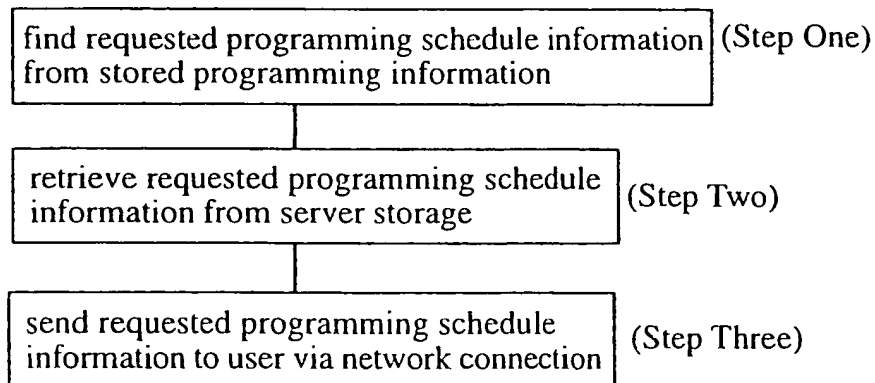 find requested programming schedule information (Step One)
from stored programming information
retrieve requested programming schedule
information from server storage (Step Two)
send requested programming schedule
information to user via network connection (Step Three)